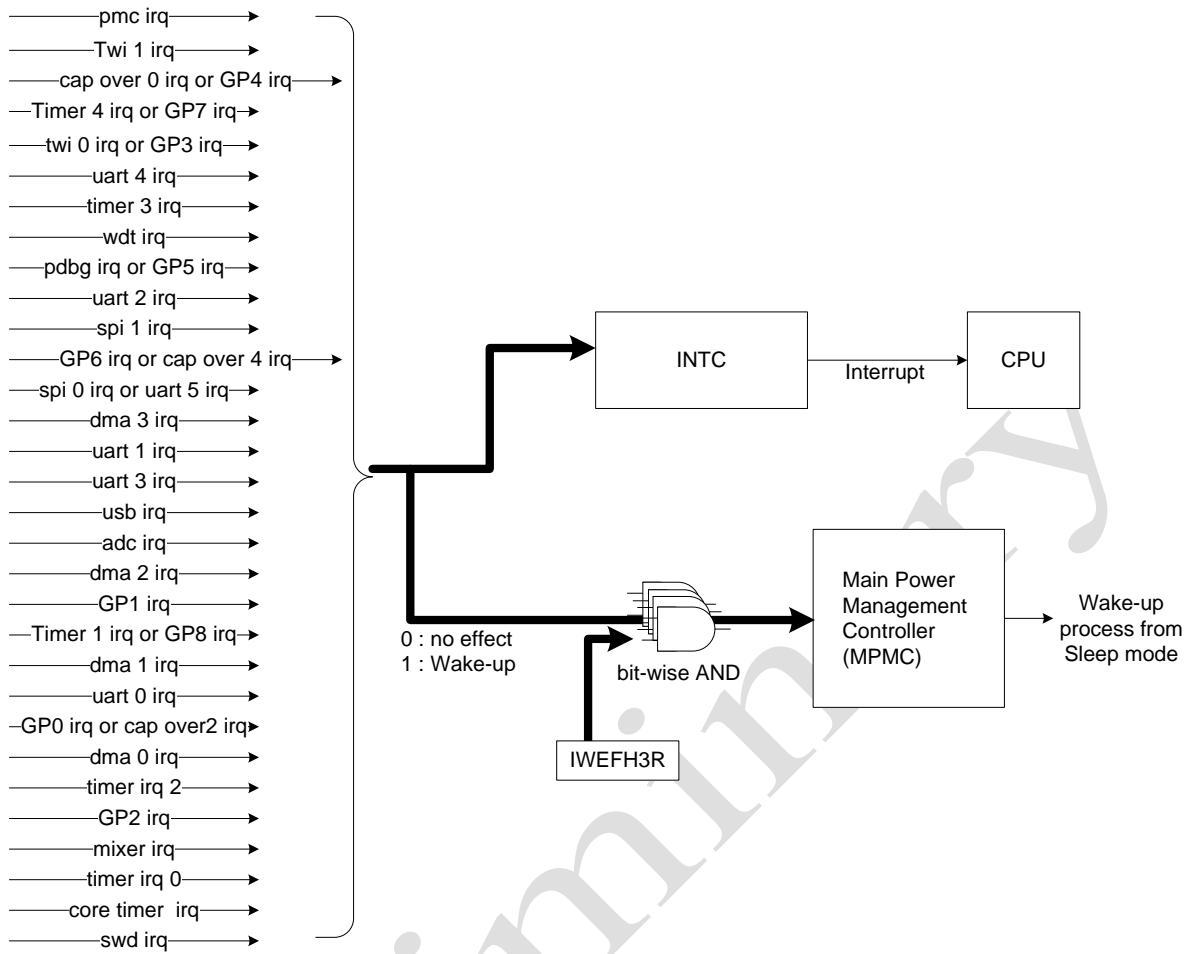 pmc irq
Twi 1 irq
cap over 0 irq or GP4 irq
Timer 4 irq or GP7 irq
twi 0 irq or GP3 irq
uart 4 irq
timer 3 irq
wdt irq
pdbg irq or GP5 irq
uart 2 irq
spi 1 irq
GP6 irq or cap over 4 irq
spi 0 irq or uart 5 irq
dma 3 irq
uart 1 irq
uart 3 irq
usb irq
adc irq
dma 2 irq
GP1 irq
Timer 1 irq or GP8 irq
dma 1 irq
uart 0 irq
GP0 irq or cap over2 irq
dma 0 irq
timer irq 2
GP2 irq
mixer irq
timer irq 0
core timer irq
swd irq
INTC
Interrupt
CPU
0 : no effect
1 : Wake-up
bit-wise AND
IWEFH3R
Main Power
Management
Controller
(MPMC)
Wake-up
process from
Sleep mode